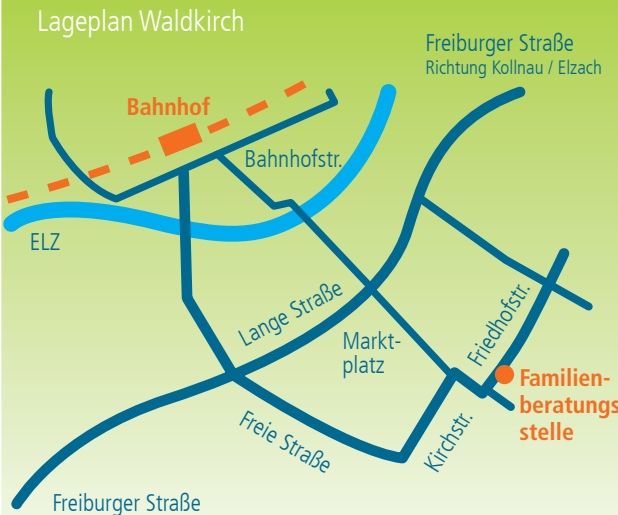 Lageplan Waldkirch
Freiburger Straße
Richtung Kollnau / Elzach
Bahnhof
Bahnhofstr.
ELZ
Lange Straße
Markt-
platz
Friedhofstr.
Familien-
beratungs
stelle
Freie Straße
Kirchstr.
Freiburger Straße